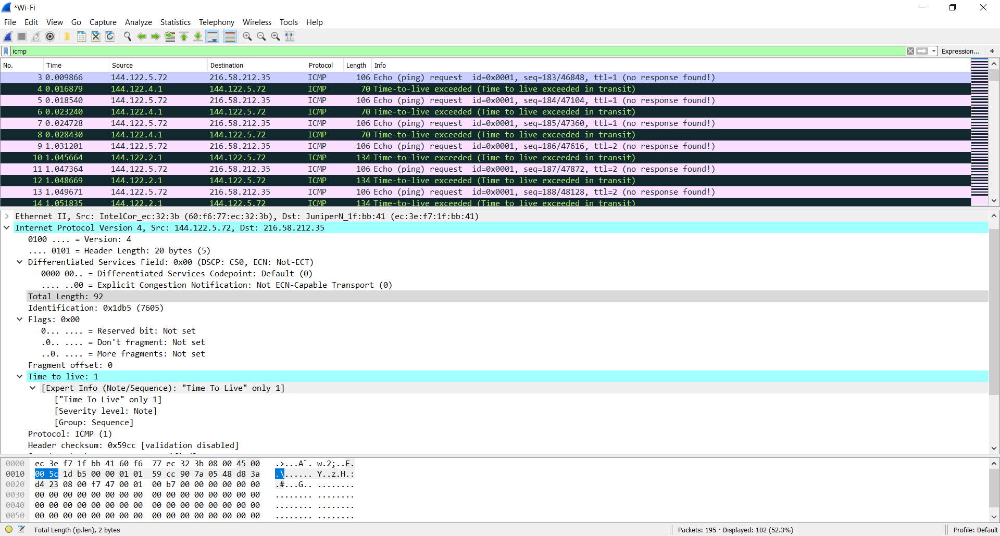 *Wi-Fi
File Edit View Go Capture Analyze Statistics Telephony Wireless Tools Help
icmp Expression... +
No. Time Source Destination Protocol Length Info
3 0.009866 144.122.5.72 216.58.212.35 ICMP 106 Echo (ping) request id=0x0001, seq=183/46848, ttl=1 (no response found!)
4 0.016879 144.122.4.1 144.122.5.72 ICMP 70 Time-to-live exceeded (Time to live exceeded in transit)
5 0.018540 144.122.5.72 216.58.212.35 ICMP 106 Echo (ping) request id=0x0001, seq=184/47104, ttl=1 (no response found!)
6 0.023240 144.122.4.1 144.122.5.72 ICMP 70 Time-to-live exceeded (Time to live exceeded in transit)
7 0.024728 144.122.5.72 216.58.212.35 ICMP 106 Echo (ping) request id=0x0001, seq=185/47360, ttl=1 (no response found!)
8 0.028430 144.122.4.1 144.122.5.72 ICMP 70 Time-to-live exceeded (Time to live exceeded in transit)
9 1.031201 144.122.5.72 216.58.212.35 ICMP 106 Echo (ping) request id=0x0001, seq=186/47616, ttl=2 (no response found!)
10 1.045664 144.122.2.1 144.122.5.72 ICMP 134 Time-to-live exceeded (Time to live exceeded in transit)
11 1.047364 144.122.5.72 216.58.212.35 ICMP 106 Echo (ping) request id=0x0001, seq=187/47872, ttl=2 (no response found!)
12 1.048669 144.122.2.1 144.122.5.72 ICMP 134 Time-to-live exceeded (Time to live exceeded in transit)
13 1.049671 144.122.5.72 216.58.212.35 ICMP 106 Echo (ping) request id=0x0001, seq=188/48128, ttl=2 (no response found!)
14 1.051835 144.122.2.1 144.122.5.72 ICMP 134 Time-to-live exceeded (Time to live exceeded in transit)
Ethernet II, Src: IntelCor_ec:32:3b (60:f6:77:ec:32:3b), Dst: JuniperN_1f:bb:41 (ec:3e:f7:1f:bb:41)
Internet Protocol Version 4, Src: 144.122.5.72, Dst: 216.58.212.35
0100 .... = Version: 4
.... 0101 = Header Length: 20 bytes (5)
Differentiated Services Field: 0x00 (DSCP: CS0, ECN: Not-ECT)
0000 00.. = Differentiated Services Codepoint: Default (0)
.... ..00 = Explicit Congestion Notification: Not ECN-Capable Transport (0)
Total Length: 92
Identification: 0x1db5 (7605)
Flags: 0x00
0... .... = Reserved bit: Not set
.0.. .... = Don't fragment: Not set
..0. .... = More fragments: Not set
Fragment offset: 0
Time to live: 1
[Expert Info (Note/Sequence): "Time To Live" only 1]
["Time To Live" only 1]
[Severity level: Note]
[Group: Sequence]
Protocol: ICMP (1)
Header checksum: 0x59cc [validation disabled]
0000 ec 3e f7 1f bb 41 60 f6 77 ec 32 3b 08 00 45 00 .>...A`. w.2;..E.
0010 00 5c 1d b5 00 00 01 01 59 cc 90 7a 05 48 d8 3a .\...... Y..z.H.:
0020 d4 23 08 00 f7 47 00 01 00 b7 00 00 00 00 00 00 .#...G.. ........
0030 00 00 00 00 00 00 00 00 00 00 00 00 00 00 00 00 ........ ........
0040 00 00 00 00 00 00 00 00 00 00 00 00 00 00 00 00 ........ ........
0050 00 00 00 00 00 00 00 00 00 00 00 00 00 00 00 00 ........ ........
Total Length (ip.len), 2 bytes Packets: 195 · Displayed: 102 (52.3%) Profile: Default